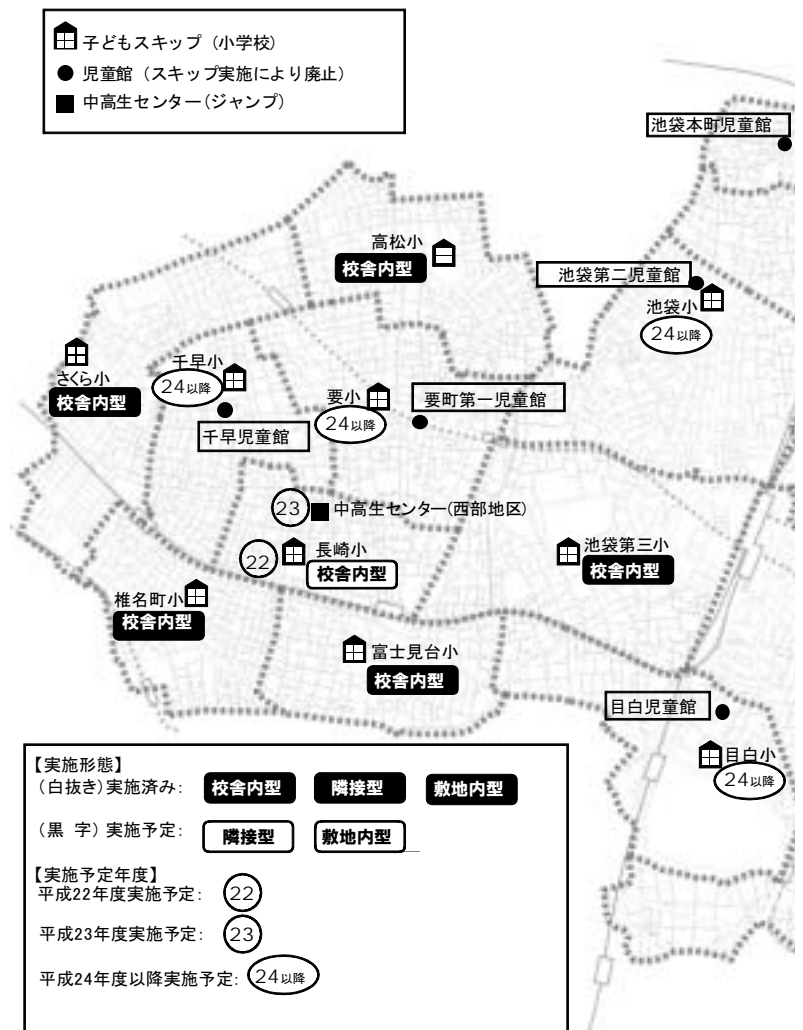 子どもスキップ (小学校)
児童館 (スキップ実施により廃止)
中高生センター(ジャンプ)
池袋本町児童館
高松小
校舎内型
池袋第二児童館
池袋小
24以降
さくら小
校舎内型
千早小
24以降
千早児童館
要小
24以降
要町第一児童館
23
中高生センター(西部地区)
22
長崎小
校舎内型
池袋第三小
校舎内型
椎名町小
校舎内型
富士見台小
校舎内型
目白児童館
目白小
24以降
【実施形態】
(白抜き)実施済み: 校舎内型 隣接型 敷地内型
(黒 字)実施予定: 隣接型 敷地内型
【実施予定年度】
平成22年度実施予定: 22
平成23年度実施予定: 23
平成24年度以降実施予定: 24以降